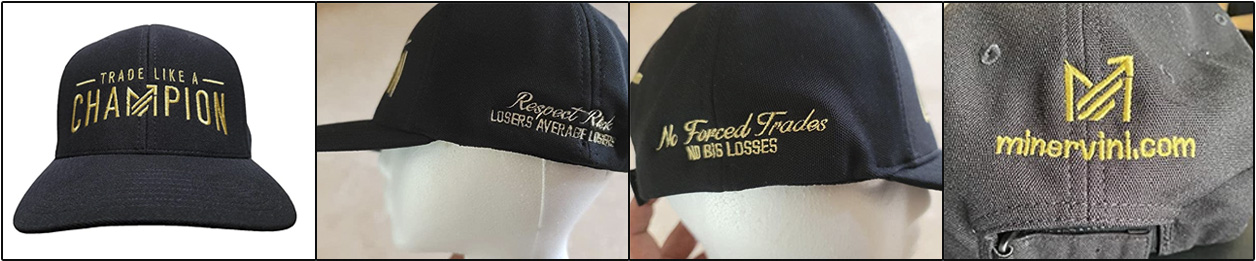 TRADE LIKE A
CHAMPION
Respect Risk
LOSERS AVERAGE LOSERS
No Forced Trades
NO BIG LOSSES
minervini.com